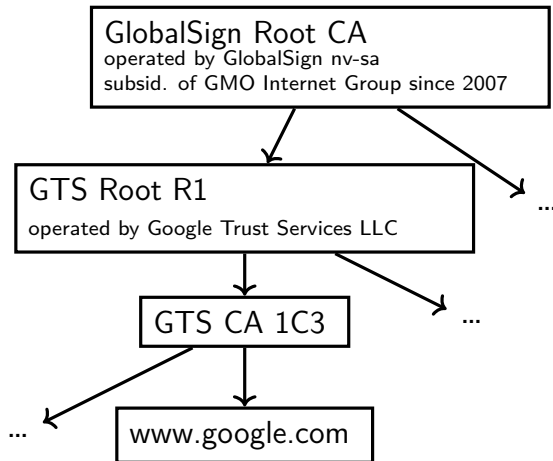 GlobalSign Root CA
operated by GlobalSign nv-sa
subsid. of GMO Internet Group since 2007
GTS Root R1
operated by Google Trust Services LLC
...
GTS CA 1C3
...
...
www.google.com